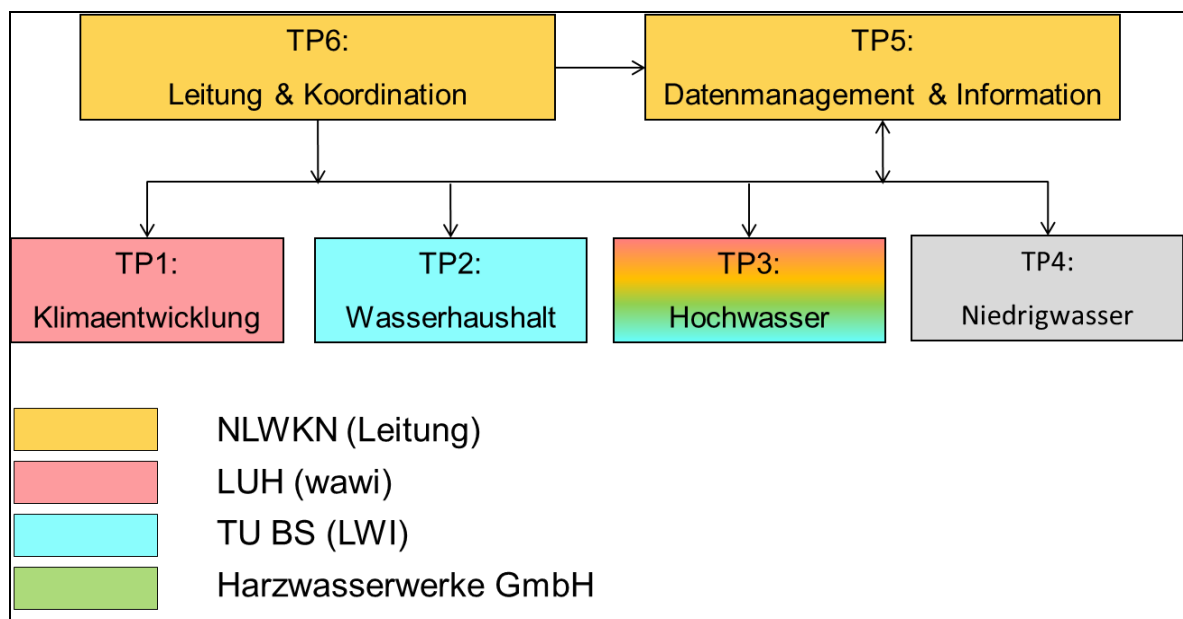 TP6:
Leitung & Koordination
TP5:
Datenmanagement & Information
TP1:
Klimaentwicklung
TP2:
Wasserhaushalt
TP3:
Hochwasser
TP4:
Niedrigwasser
NLWKN (Leitung)
LUH (wawi)
TU BS (LWI)
Harzwasserwerke GmbH